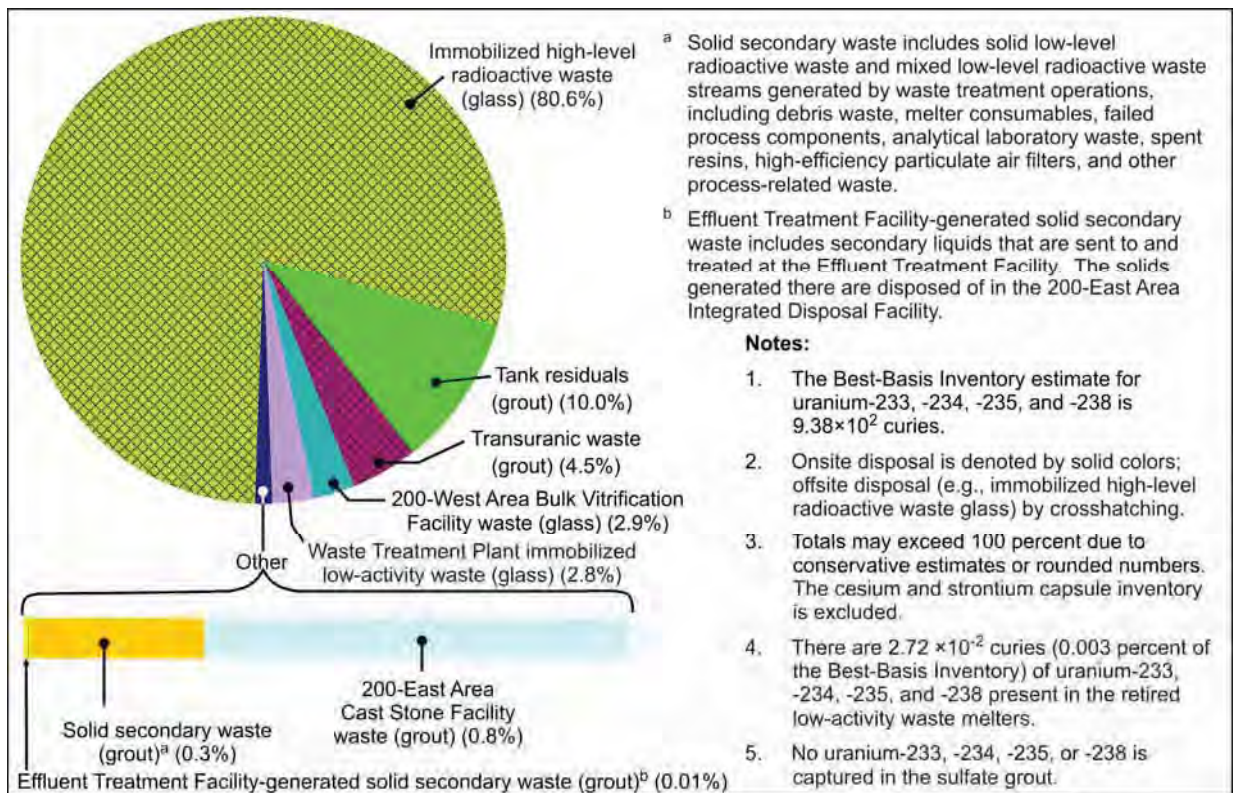 Immobilized high-level
radioactive waste
(glass) (80.6%)
Tank residuals
(grout) (10.0%)
Transuranic waste
(grout) (4.5%)
200-West Area Bulk Vitrification
Facility waste (glass) (2.9%)
Waste Treatment Plant immobilized
low-activity waste (glass) (2.8%)
Other
200-East Area
Cast Stone Facility
waste (grout) (0.8%)
Solid secondary waste
(grout)ᵃ (0.3%)
Effluent Treatment Facility-generated solid secondary waste (grout)ᵇ (0.01%)
ᵃ Solid secondary waste includes solid low-level
radioactive waste and mixed low-level radioactive waste
streams generated by waste treatment operations,
including debris waste, melter consumables, failed
process components, analytical laboratory waste, spent
resins, high-efficiency particulate air filters, and other
process-related waste.
ᵇ Effluent Treatment Facility-generated solid secondary
waste includes secondary liquids that are sent to and
treated at the Effluent Treatment Facility. The solids
generated there are disposed of in the 200-East Area
Integrated Disposal Facility.
Notes:
1. The Best-Basis Inventory estimate for
uranium-233, -234, -235, and -238 is
9.38×10² curies.
2. Onsite disposal is denoted by solid colors;
offsite disposal (e.g., immobilized high-level
radioactive waste glass) by crosshatching.
3. Totals may exceed 100 percent due to
conservative estimates or rounded numbers.
The cesium and strontium capsule inventory
is excluded.
4. There are 2.72 ×10⁻² curies (0.003 percent of
the Best-Basis Inventory) of uranium-233,
-234, -235, and -238 present in the retired
low-activity waste melters.
5. No uranium-233, -234, -235, or -238 is
captured in the sulfate grout.